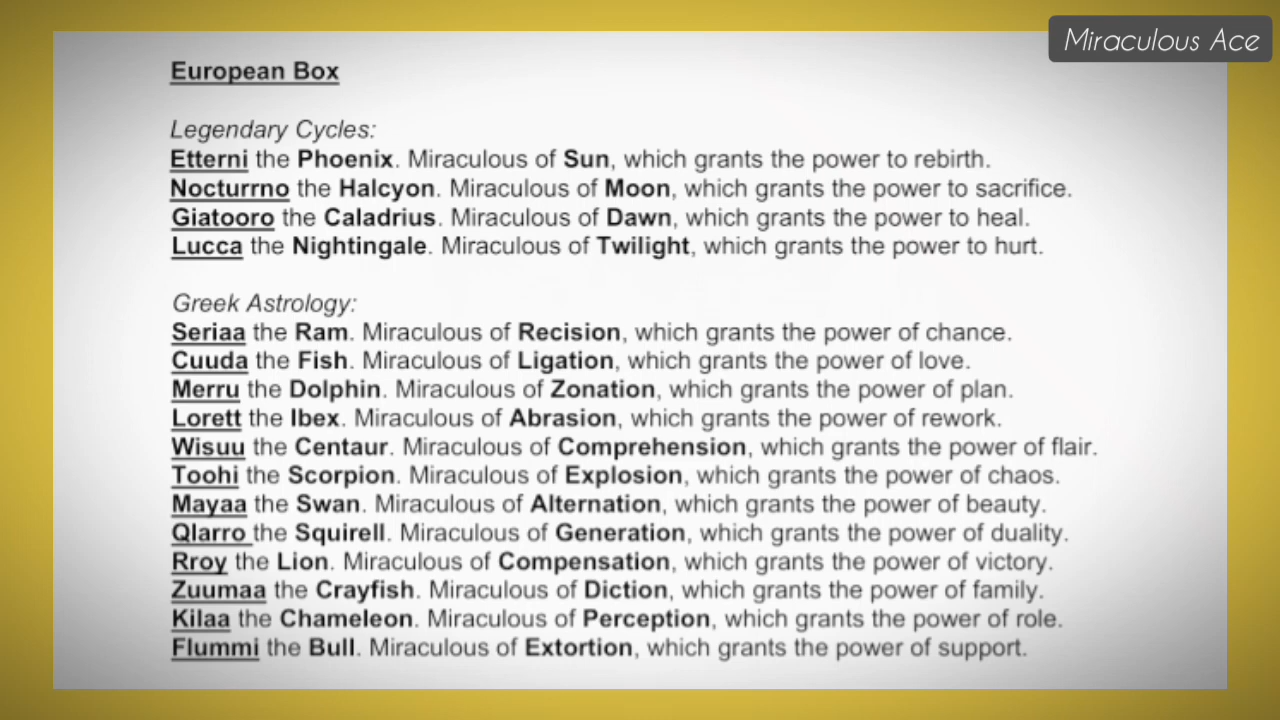 Miraculous Ace
European Box
Legendary Cycles:
Etterni the Phoenix. Miraculous of Sun, which grants the power to rebirth.
Nocturrno the Halcyon. Miraculous of Moon, which grants the power to sacrifice.
Giatooro the Caladrius. Miraculous of Dawn, which grants the power to heal.
Lucca the Nightingale. Miraculous of Twilight, which grants the power to hurt.
Greek Astrology:
Seriaa the Ram. Miraculous of Recision, which grants the power of chance.
Cuuda the Fish. Miraculous of Ligation, which grants the power of love.
Merru the Dolphin. Miraculous of Zonation, which grants the power of plan.
Lorett the Ibex. Miraculous of Abrasion, which grants the power of rework.
Wisuu the Centaur. Miraculous of Comprehension, which grants the power of flair.
Toohi the Scorpion. Miraculous of Explosion, which grants the power of chaos.
Mayaa the Swan. Miraculous of Alternation, which grants the power of beauty.
Qlarro the Squirell. Miraculous of Generation, which grants the power of duality.
Rroy the Lion. Miraculous of Compensation, which grants the power of victory.
Zuumaa the Crayfish. Miraculous of Diction, which grants the power of family.
Kilaa the Chameleon. Miraculous of Perception, which grants the power of role.
Flummi the Bull. Miraculous of Extortion, which grants the power of support.